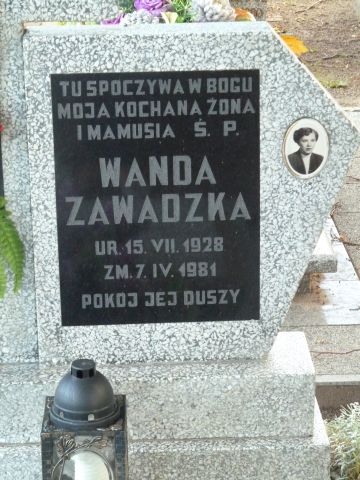 TU SPOCZYWA W BOGU
MOJA KOCHANA ŻONA
I MAMUSIA Ś. P.
WANDA
ZAWADZKA
UR. 15. VII. 1928
ZM. 7. IV. 1981
POKÓJ JEJ DUSZY